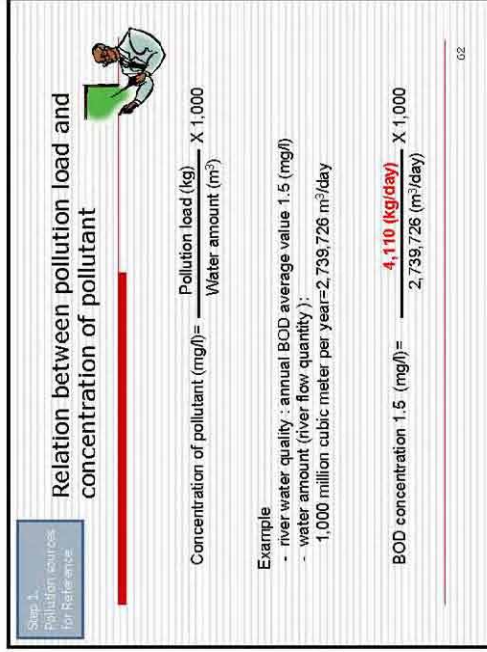 Step 1.
Pollution sources
for Reference
Relation between pollution load and
concentration of pollutant
Concentration of pollutant (mg/l)= Pollution load (kg) X 1,000
Water amount (m³)
Example
- river water quality : annual BOD average value 1.5 (mg/l)
- water amount (river flow quantity ):
1,000 million cubic meter per year=2,739,726 m³/day
BOD concentration 1.5 (mg/l)= 4,110 (kg/day) X 1,000
2,739,726 (m³/day)
62